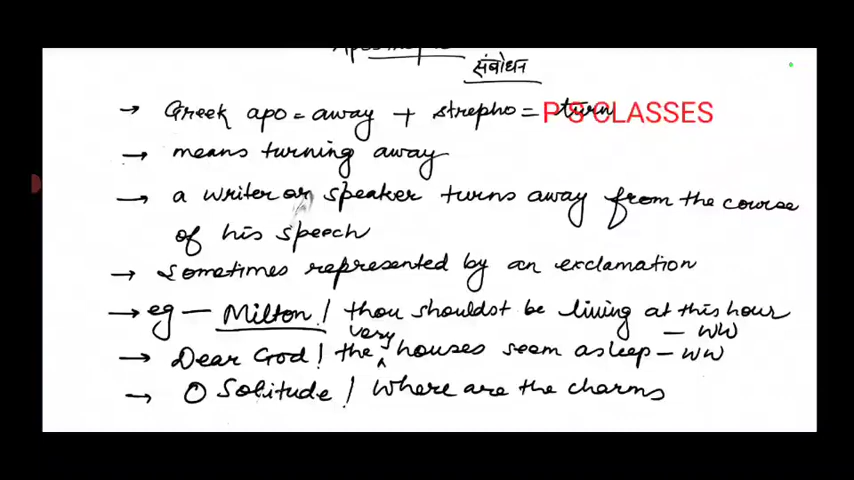 संबोधन
→ Greek apo = away + strepho = turn
P S CLASSES
→ means turning away
→ a writer or speaker turns away from the course
of his speech
→ Sometimes represented by an exclamation
→ eg — Milton! thou shouldst be living at this hour
— WW
→ Dear God! the very houses seem asleep — WW
→ O Solitude! Where are the charms